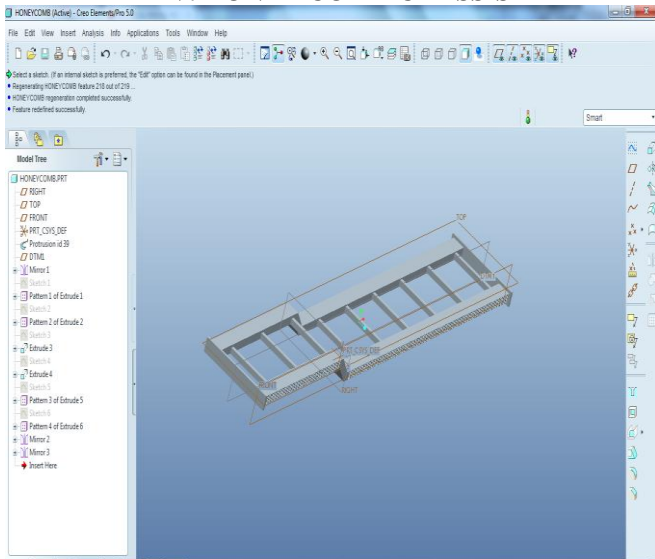 HONEYCOMB (Active) - Creo Elements/Pro 5.0
File Edit View Insert Analysis Info Applications Tools Window Help
Select a sketch. (If an internal sketch is preferred, the "Edit" option can be found in the Placement panel.)
Regenerating HONEYCOMB feature 218 out of 219 ...
HONEYCOMB regeneration completed successfully.
Feature redefined successfully.
Smart
Model Tree
HONEYCOMB.PRT
RIGHT
TOP
FRONT
PRT_CSYS_DEF
Protrusion id 39
DTM1
Mirror 1
Sketch 1
Pattern 1 of Extrude 1
Sketch 2
Pattern 2 of Extrude 2
Sketch 3
Extrude 3
Sketch 4
Extrude 4
Sketch 5
Pattern 3 of Extrude 5
Sketch 6
Pattern 4 of Extrude 6
Mirror 2
Mirror 3
Insert Here
TOP
DTM1
PRT_CSYS_DEF
FRONT
RIGHT